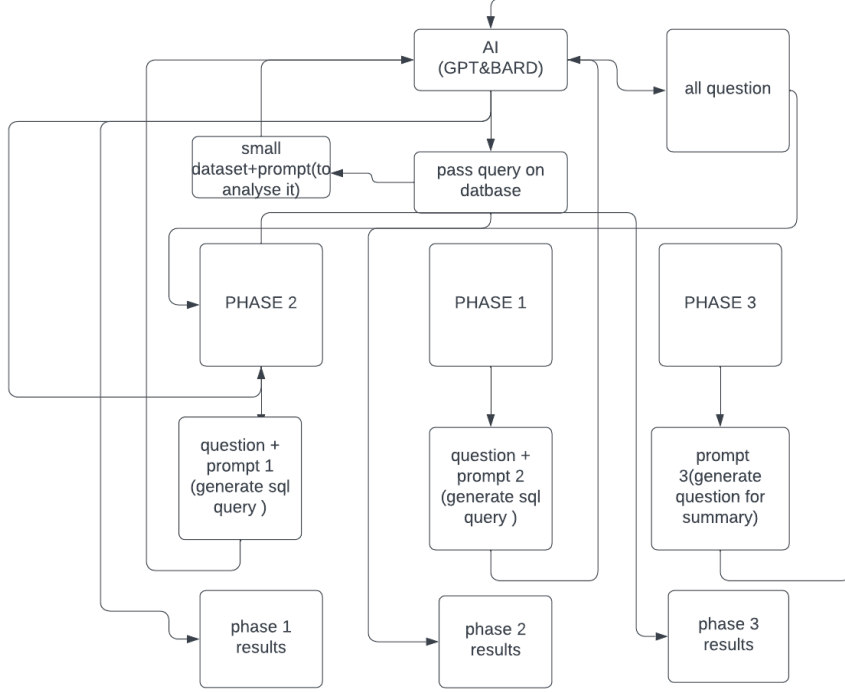 AI
(GPT&BARD)
all question
small
dataset+prompt(to
analyse it)
pass query on
datbase
PHASE 2
PHASE 1
PHASE 3
question +
prompt 1
(generate sql
query )
question +
prompt 2
(generate sql
query )
prompt
3(generate
question for
summary)
phase 1
results
phase 2
results
phase 3
results